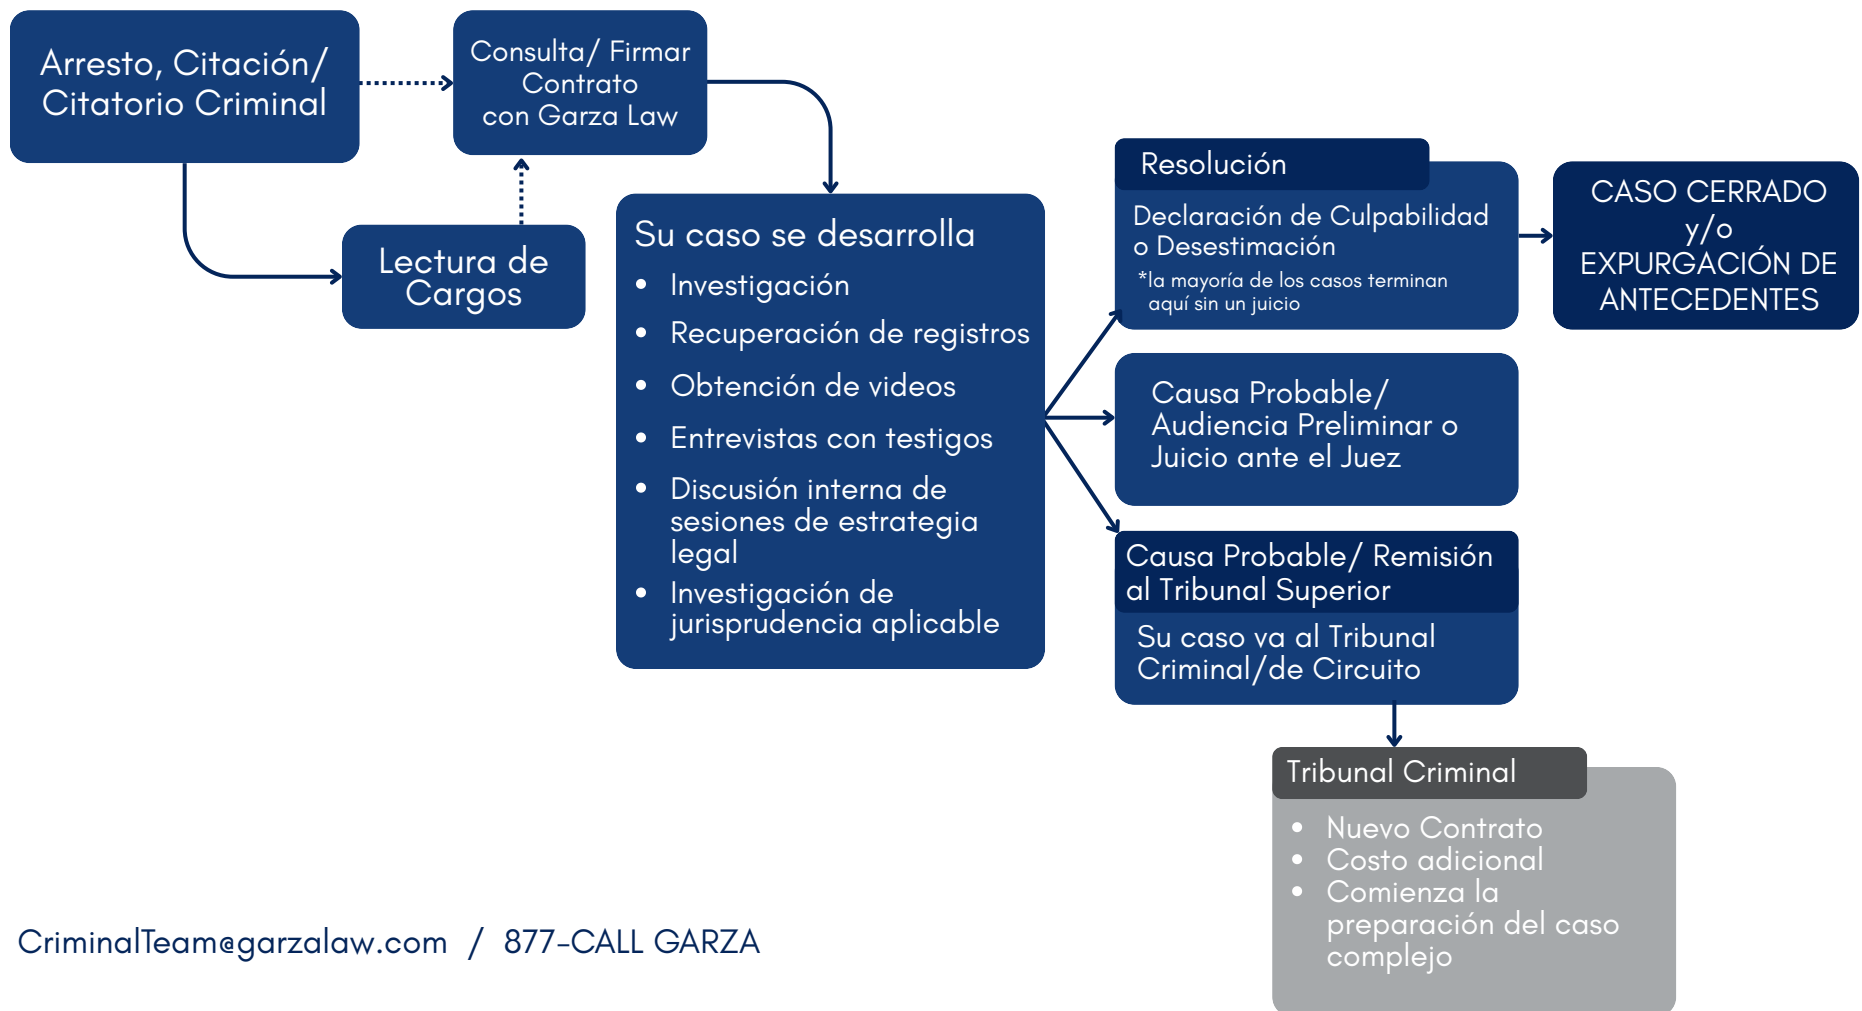 Arresto, Citación/
Citatorio Criminal
Consulta/ Firmar
Contrato
con Garza Law
Lectura de
Cargos
Su caso se desarrolla
• Investigación
• Recuperación de registros
• Obtención de videos
• Entrevistas con testigos
• Discusión interna de
sesiones de estrategia
legal
• Investigación de
jurisprudencia aplicable
Resolución
Declaración de Culpabilidad
o Desestimación
*la mayoría de los casos terminan
aquí sin un juicio
CASO CERRADO
y/o
EXPURGACIÓN DE
ANTECEDENTES
Causa Probable/
Audiencia Preliminar o
Juicio ante el Juez
Causa Probable/ Remisión
al Tribunal Superior
Su caso va al Tribunal
Criminal/de Circuito
Tribunal Criminal
• Nuevo Contrato
• Costo adicional
• Comienza la
preparación del caso
complejo
CriminalTeam@garzalaw.com / 877-CALL GARZA